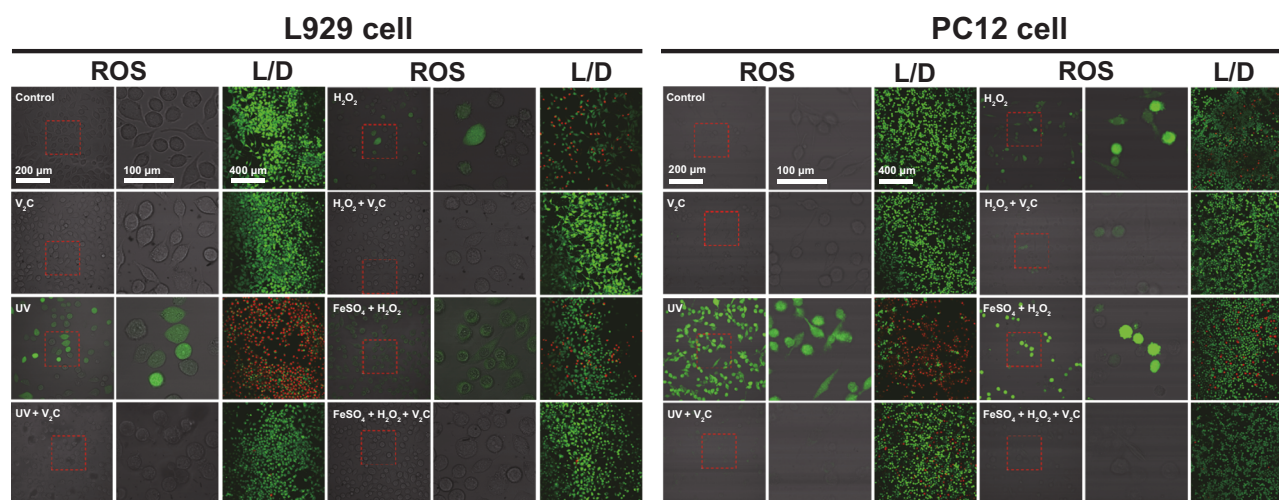 L929 cell
PC12 cell
ROS L/D ROS L/D
ROS L/D ROS L/D
Control
H₂O₂
Control
H₂O₂
200 µm 100 µm 400 µm
200 µm 100 µm 400 µm
V₂C
H₂O₂ + V₂C
V₂C
H₂O₂ + V₂C
UV
FeSO₄ + H₂O₂
UV
FeSO₄ + H₂O₂
UV + V₂C
FeSO₄ + H₂O₂ + V₂C
UV + V₂C
FeSO₄ + H₂O₂ + V₂C